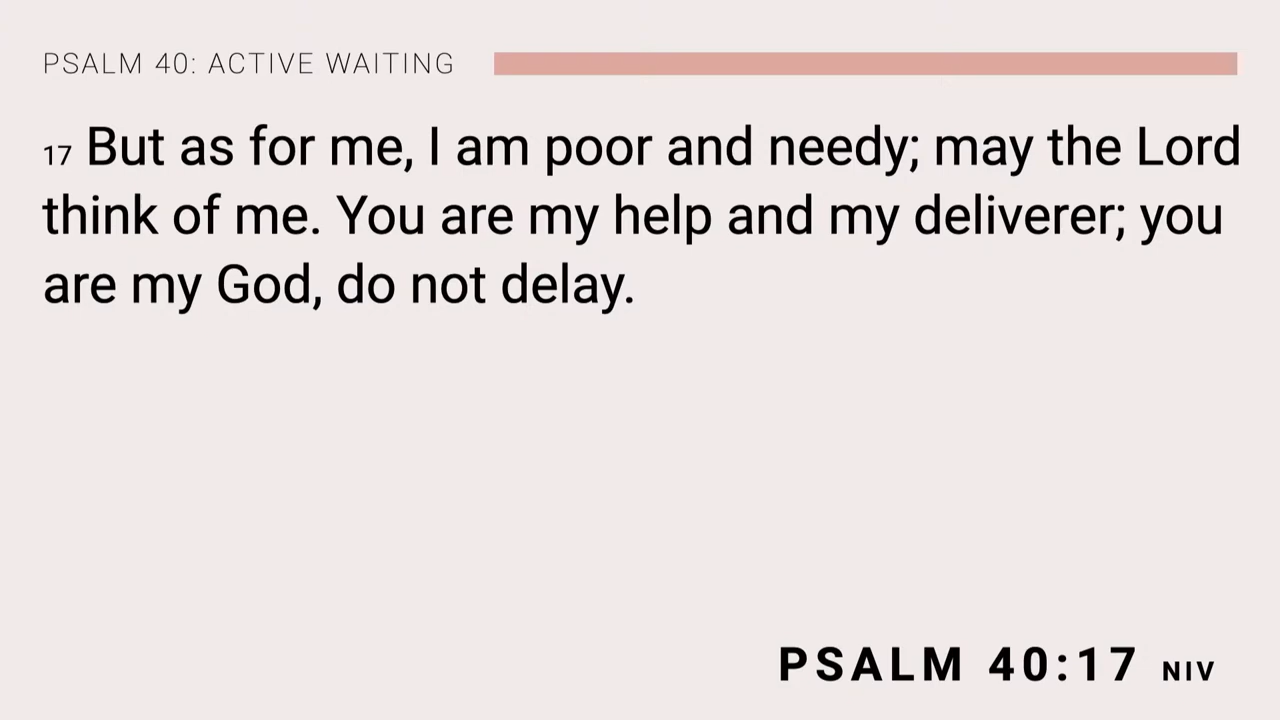 PSALM 40: ACTIVE WAITING
17 But as for me, I am poor and needy; may the Lord
think of me. You are my help and my deliverer; you
are my God, do not delay.
PSALM 40:17 NIV